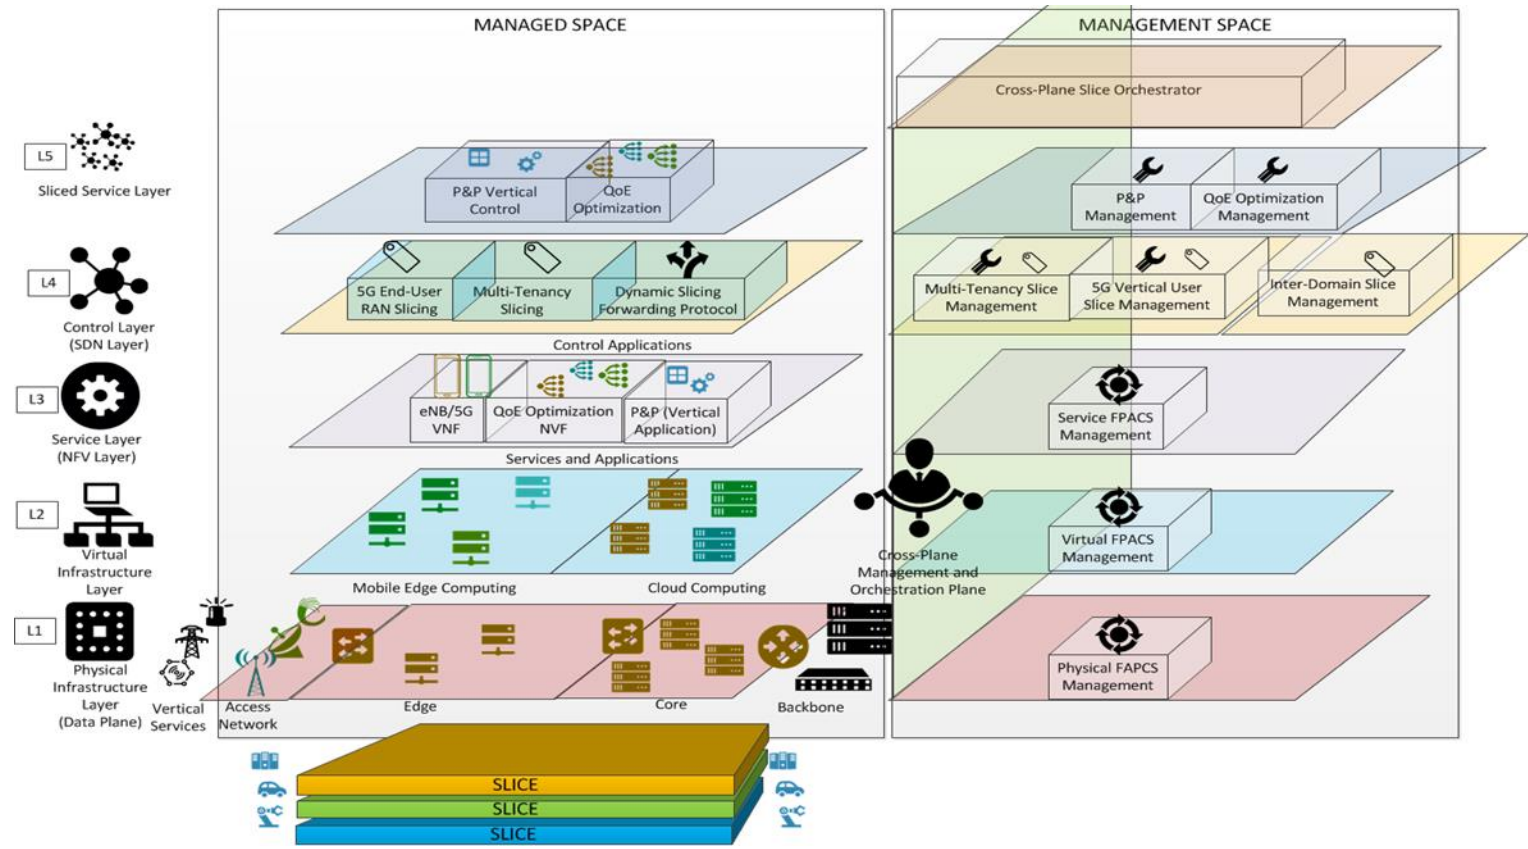 MANAGED SPACE
MANAGEMENT SPACE
Cross-Plane Slice Orchestrator
L5
Sliced Service Layer
P&P Vertical
Control
QoE
Optimization
P&P
Management
QoE Optimization
Management
L4
Control Layer
(SDN Layer)
5G End-User
RAN Slicing
Multi-Tenancy
Slicing
Dynamic Slicing
Forwarding Protocol
Control Applications
Multi-Tenancy Slice
Management
5G Vertical User
Slice Management
Inter-Domain Slice
Management
L3
Service Layer
(NFV Layer)
eNB/5G
VNF
QoE Optimization
NVF
P&P (Vertical
Application)
Services and Applications
Service FPACS
Management
L2
Virtual
Infrastructure
Layer
Mobile Edge Computing
Cloud Computing
Cross-Plane
Management and
Orchestration Plane
Virtual FPACS
Management
L1
Physical
Infrastructure
Layer
(Data Plane)
Vertical
Services
Access
Network
Edge
Core
Backbone
Physical FAPCS
Management
SLICE
SLICE
SLICE